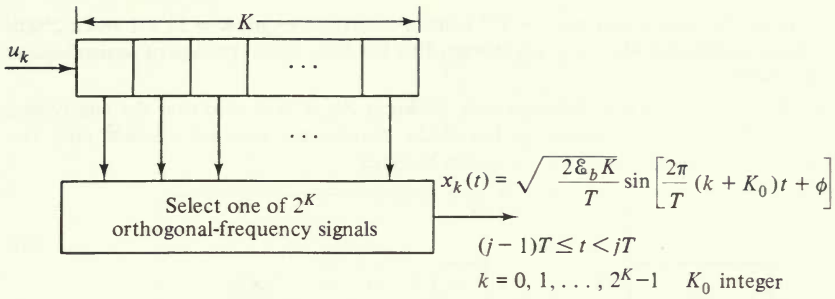 K
u_k
. . .
. . .
Select one of 2^K
orthogonal-frequency signals
x_k(t) = √(2ℰ_b K / T) sin[2π/T (k + K_0)t + ϕ]
(j − 1)T ≤ t < jT
k = 0, 1, . . . , 2^K−1 K_0 integer